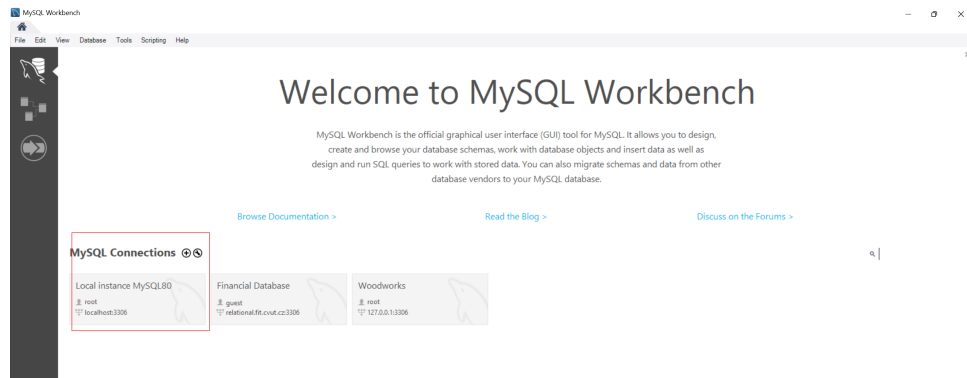 MySQL Workbench
File Edit View Database Tools Scripting Help
Welcome to MySQL Workbench
MySQL Workbench is the official graphical user interface (GUI) tool for MySQL. It allows you to design,
create and browse your database schemas, work with database objects and insert data as well as
design and run SQL queries to work with stored data. You can also migrate schemas and data from other
database vendors to your MySQL database.
Browse Documentation > Read the Blog > Discuss on the Forums >
MySQL Connections
Local instance MySQL80
root
localhost:3306
Financial Database
guest
relational.fit.cvut.cz:3306
Woodworks
root
127.0.0.1:3306